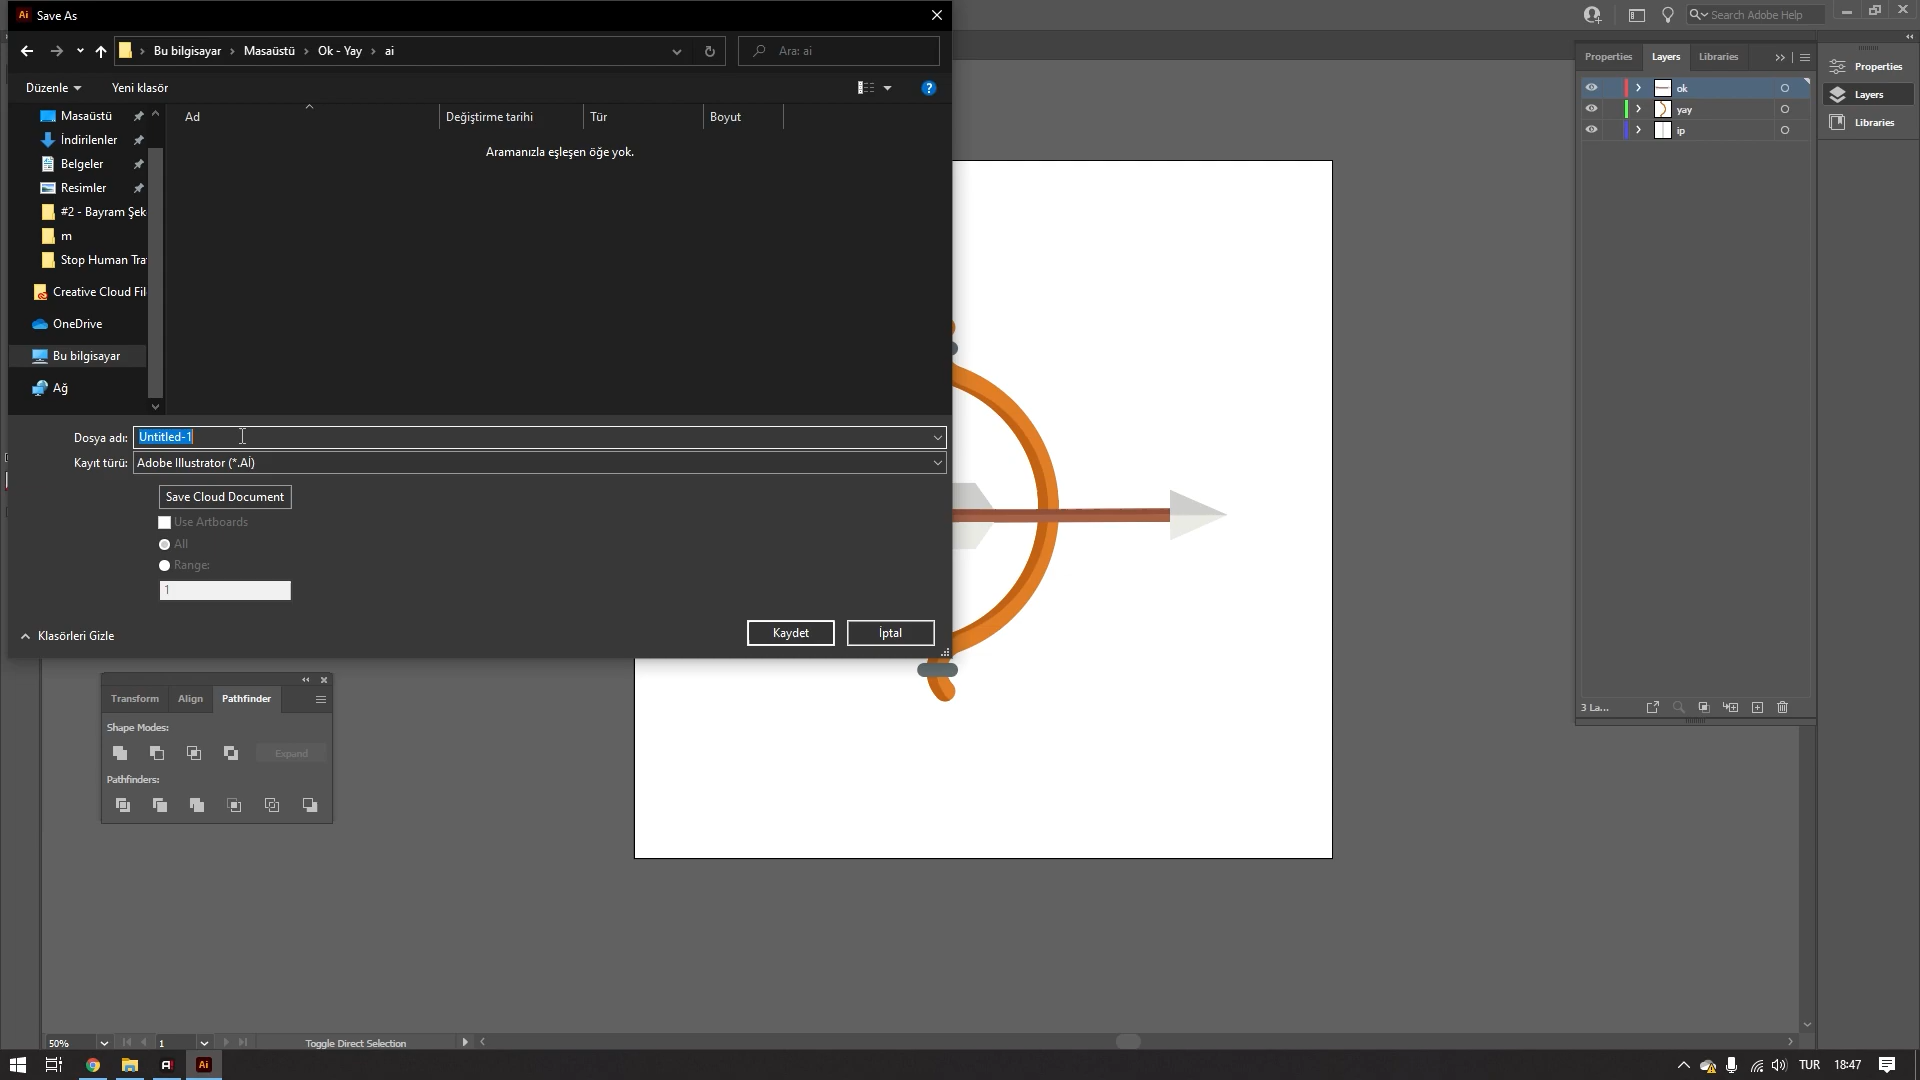 Ai Save As
Search Adobe Help
Bu bilgisayar > Masaüstü > Ok - Yay > ai
Ara: ai
Düzenle
Yeni klasör
?
Masaüstü
İndirilenler
Belgeler
Resimler
#2 - Bayram Şek
m
Stop Human Tra
Creative Cloud Fil
OneDrive
Bu bilgisayar
Ağ
Ad
Değiştirme tarihi
Tür
Boyut
Aramanızla eşleşen öğe yok.
Dosya adı: Untitled-1
Kayıt türü: Adobe Illustrator (*.AI)
Save Cloud Document
Use Artboards
All
Range:
1
Klasörleri Gizle
Kaydet
İptal
Properties
Layers
Libraries
ok
yay
ip
3 La...
Properties
Layers
Libraries
Transform
Align
Pathfinder
Shape Modes:
Expand
Pathfinders:
50%
1
Toggle Direct Selection
Ai
TUR
18:47